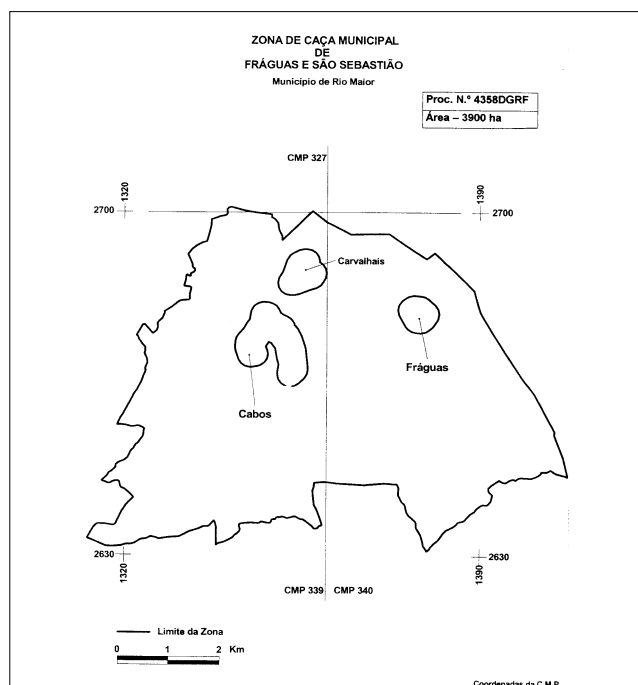 ZONA DE CAÇA MUNICIPAL
DE
FRÁGUAS E SÃO SEBASTIÃO
Município de Rio Maior
Proc. N.º 4358DGRF
Área – 3900 ha
CMP 327
1320
1390
2700
2700
Carvalhais
Fráguas
Cabos
2630
2630
1320
1390
CMP 339
CMP 340
Limite da Zona
0 1 2 Km
Coordenadas da C.M.P.